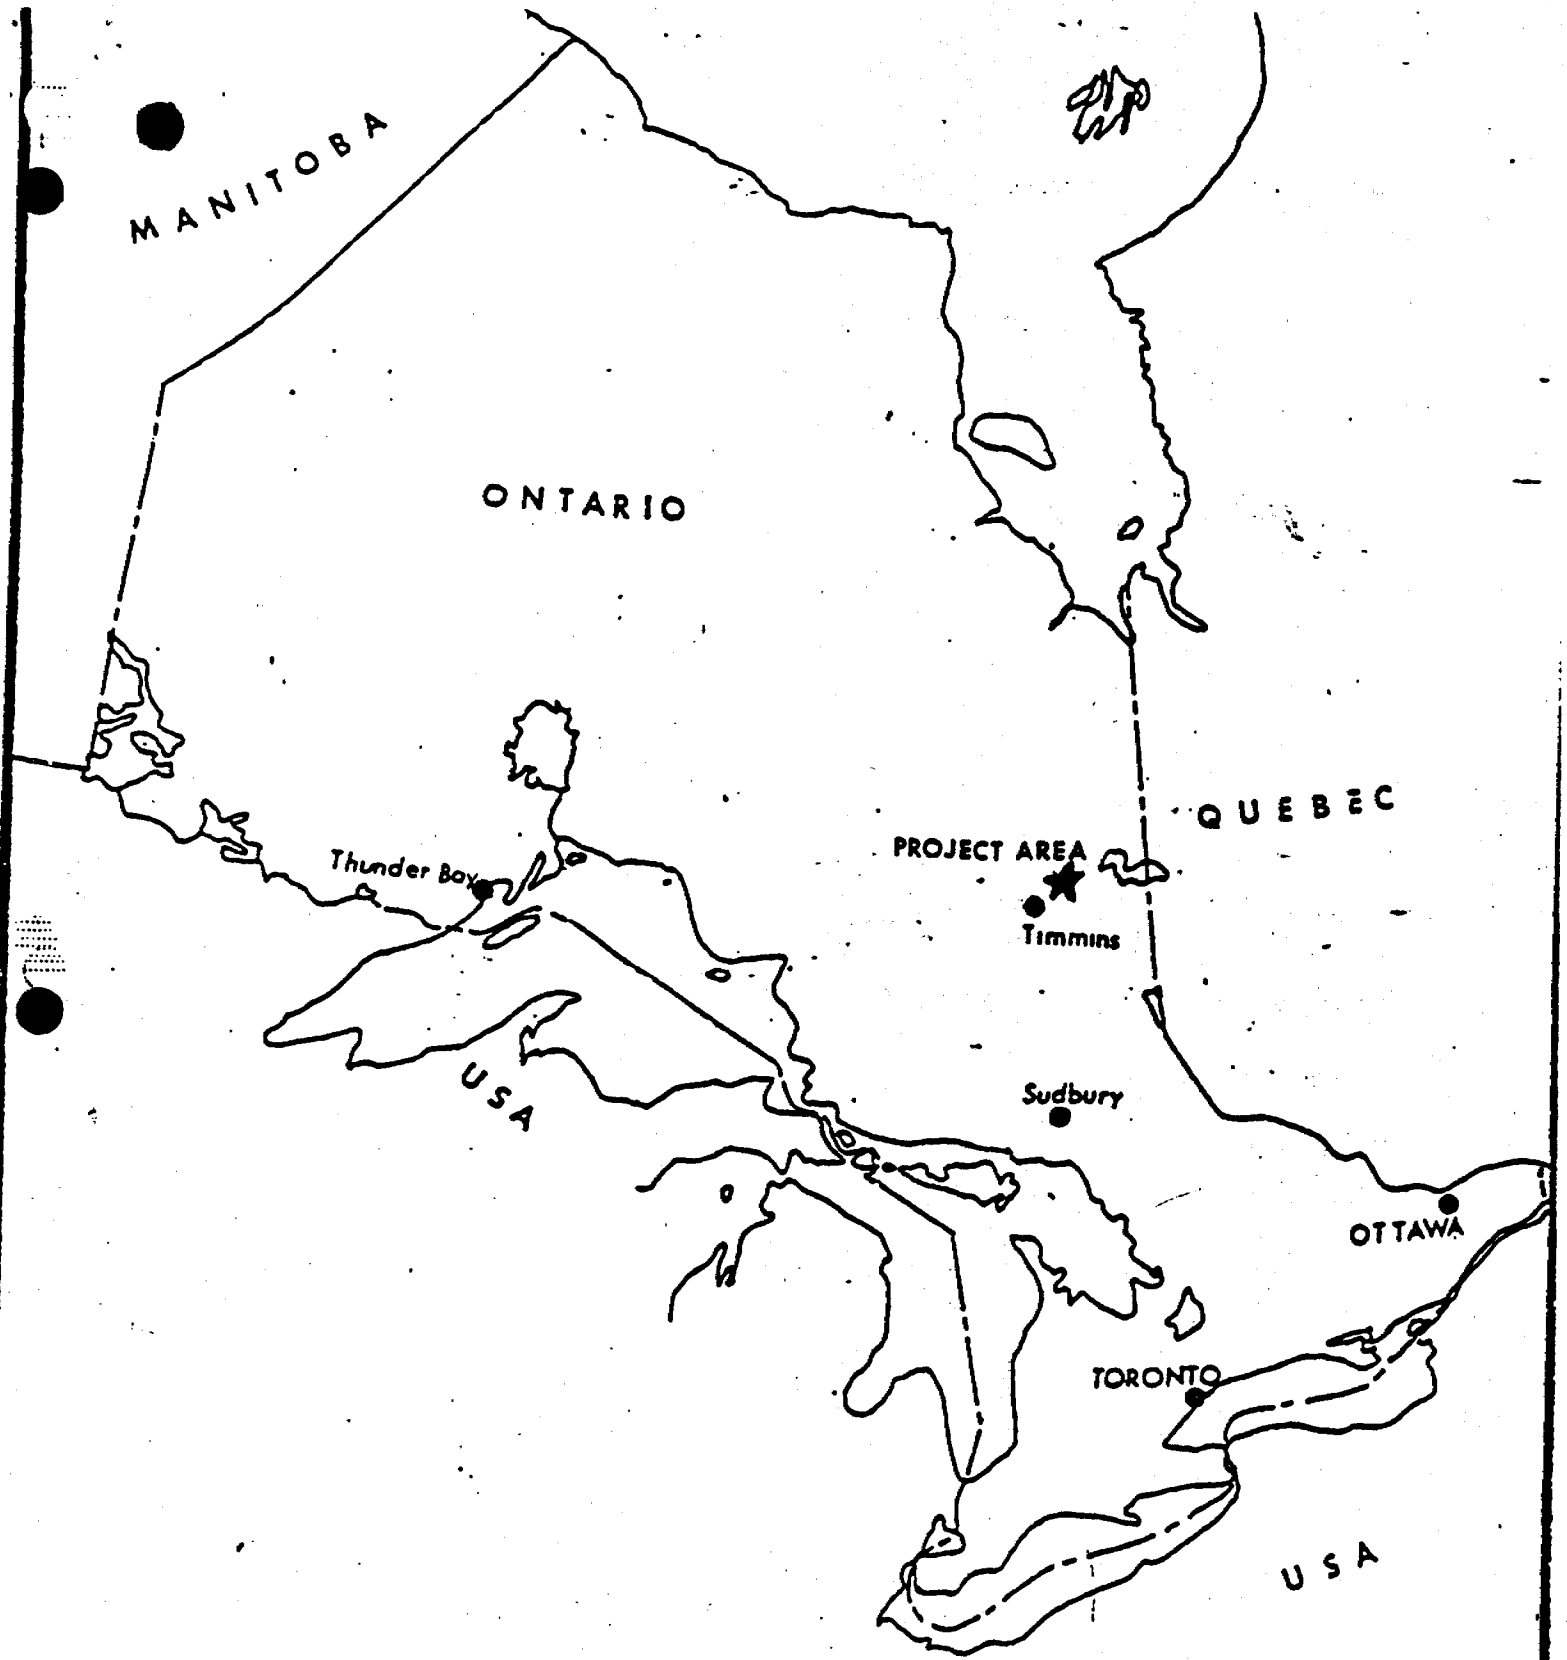 MANITOBA
ONTARIO
QUEBEC
PROJECT AREA
Thunder Bay
Timmins
USA
Sudbury
OTTAWA
TORONTO
USA